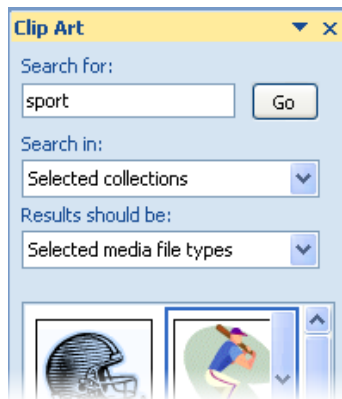 Clip Art
Search for:
sport
Go
Search in:
Selected collections
Results should be:
Selected media file types